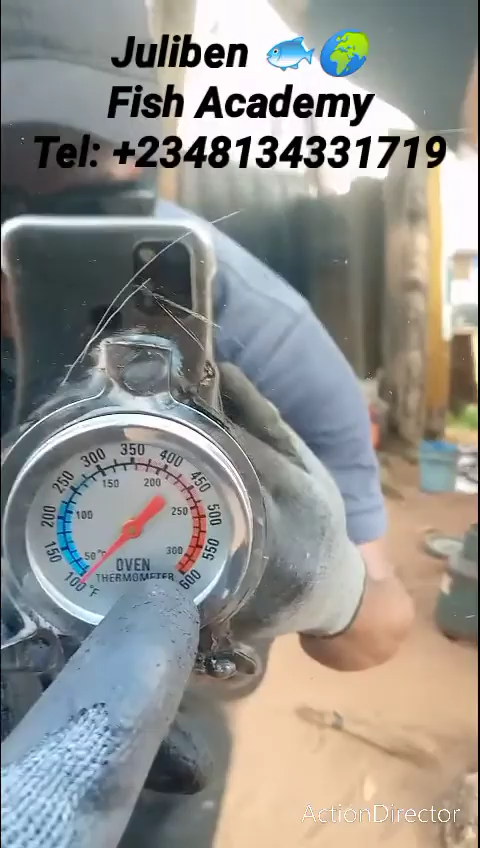 Juliben 🐟🌍
Fish Academy
Tel: +2348134331719
100 150 200 250 300 350 400 450 500 550 600
°F
50 100 150 200 250 300
°C
OVEN
THERMOMETER
ActionDirector